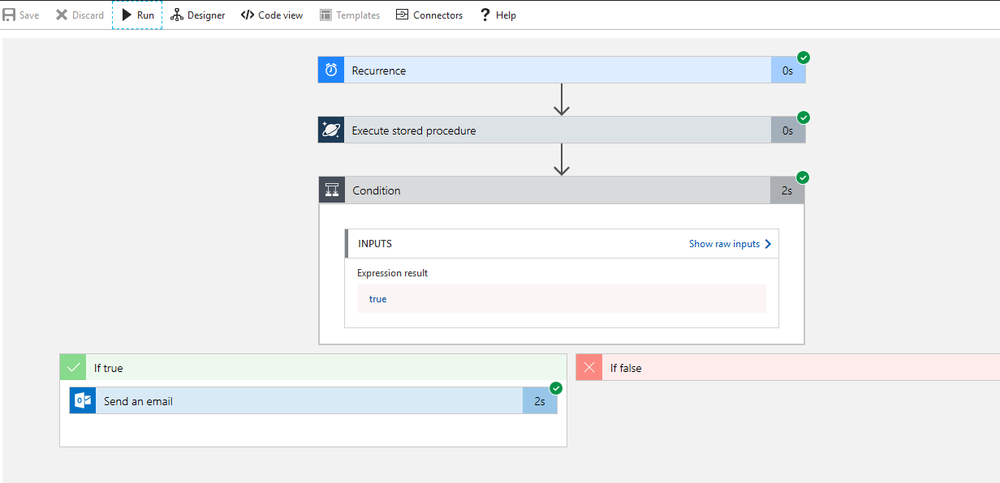 Save Discard Run Designer </> Code view Templates Connectors ? Help
Recurrence 0s
Execute stored procedure 0s
Condition 2s
INPUTS Show raw inputs
Expression result
true
If true If false
Send an email 2s